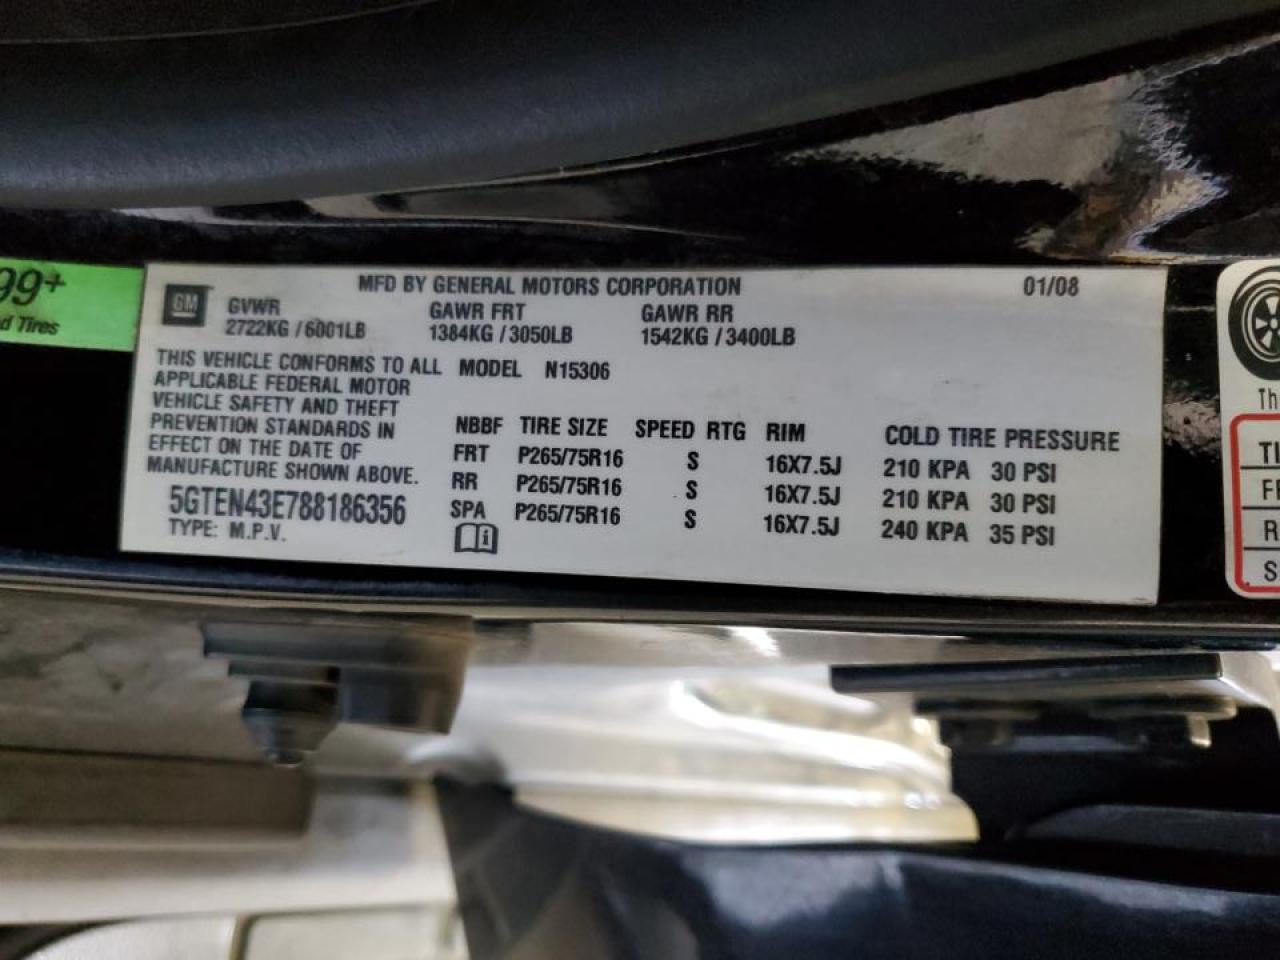 99+
d Tires
MFD BY GENERAL MOTORS CORPORATION 01/08
GM
GVWR GAWR FRT GAWR RR
2722KG / 6001LB 1384KG / 3050LB 1542KG / 3400LB
THIS VEHICLE CONFORMS TO ALL MODEL N15306
APPLICABLE FEDERAL MOTOR
VEHICLE SAFETY AND THEFT
PREVENTION STANDARDS IN
EFFECT ON THE DATE OF
MANUFACTURE SHOWN ABOVE.
5GTEN43E788186356
TYPE: M.P.V.
NBBF TIRE SIZE SPEED RTG RIM COLD TIRE PRESSURE
FRT P265/75R16 S 16X7.5J 210 KPA 30 PSI
RR P265/75R16 S 16X7.5J 210 KPA 30 PSI
SPA P265/75R16 S 16X7.5J 240 KPA 35 PSI
i
Th
TI
R